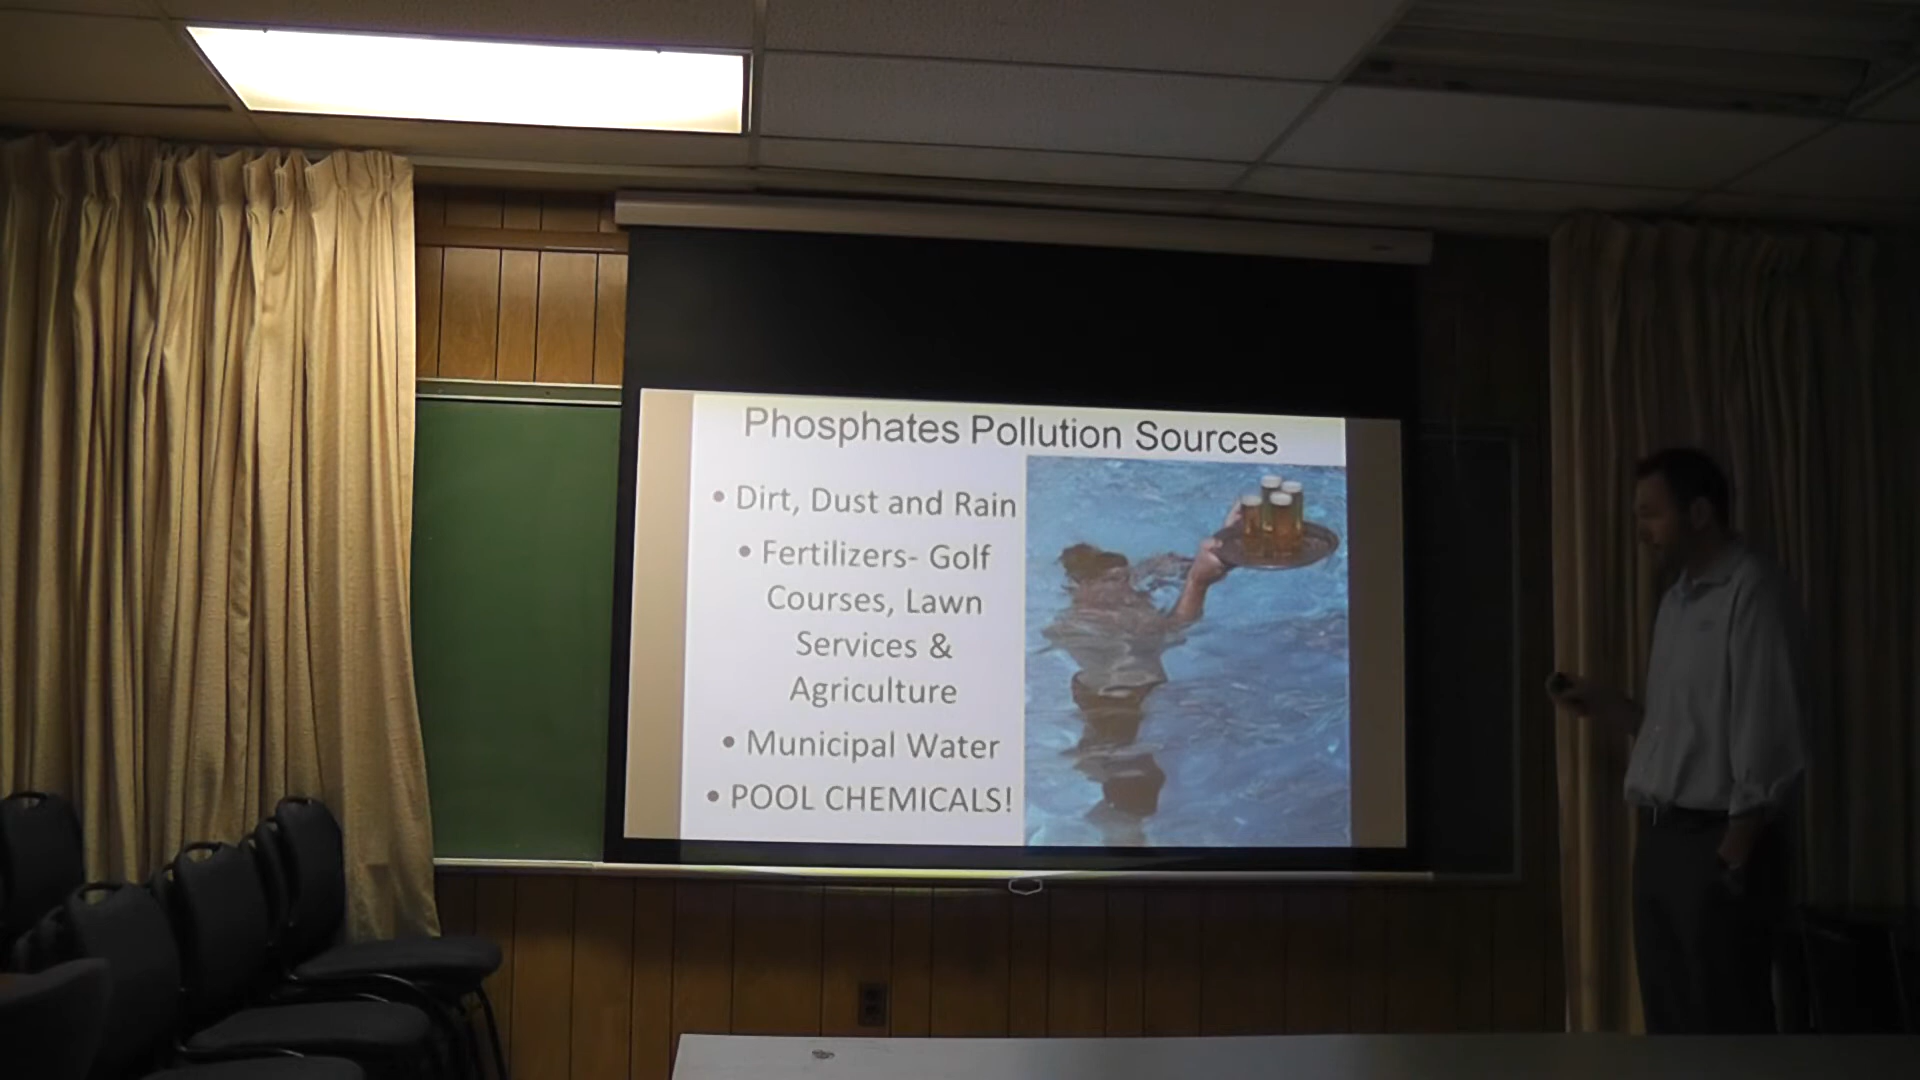 Phosphates Pollution Sources
• Dirt, Dust and Rain
• Fertilizers- Golf
Courses, Lawn
Services &
Agriculture
• Municipal Water
• POOL CHEMICALS!